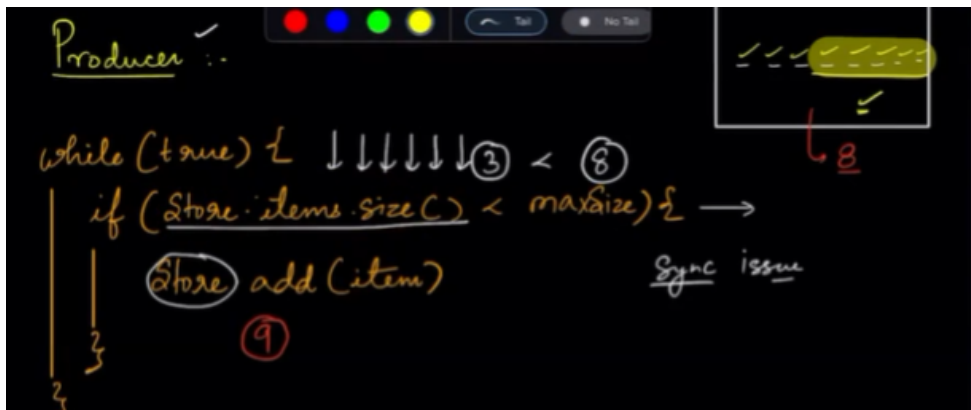 Tail
No Tail
Producer :-
8
while (true) { 3 < 8
if (Store.items.size() < maxSize) {
Store add (item)
Sync issue
9
}
}